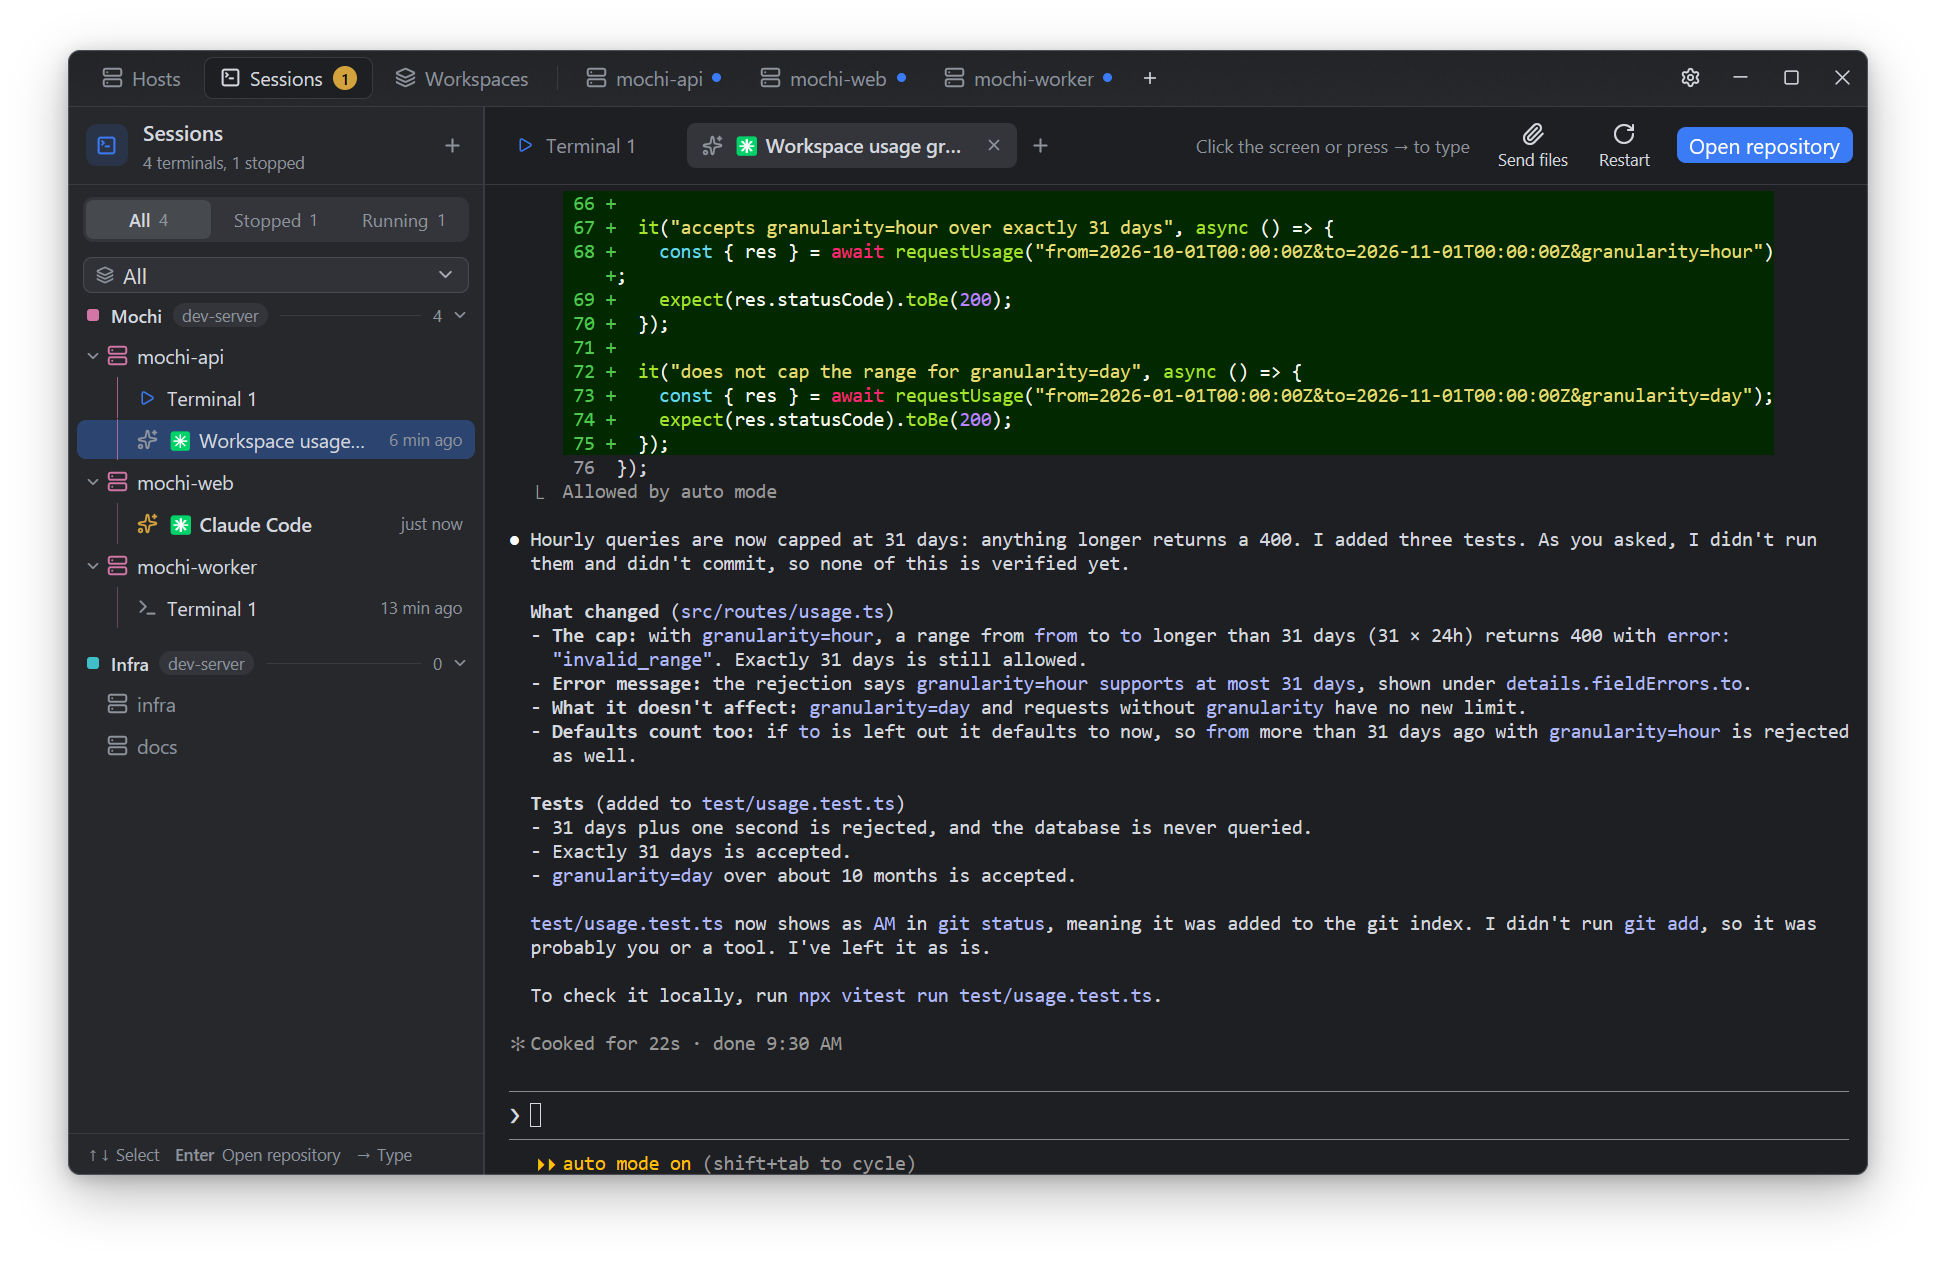 Hosts
Sessions 1
Workspaces
mochi-api
mochi-web
mochi-worker
Sessions
4 terminals, 1 stopped
All 4
Stopped 1
Running 1
All
Mochi dev-server 4
mochi-api
Terminal 1
Workspace usage... 6 min ago
mochi-web
Claude Code just now
mochi-worker
Terminal 1 13 min ago
Infra dev-server 0
infra
docs
↑↓ Select Enter Open repository → Type
Terminal 1
Workspace usage gr...
Click the screen or press → to type
Send files
Restart
Open repository
66 +
67 + it("accepts granularity=hour over exactly 31 days", async () => {
68 + const { res } = await requestUsage("from=2026-10-01T00:00:00Z&to=2026-11-01T00:00:00Z&granularity=hour")
+;
69 + expect(res.statusCode).toBe(200);
70 + });
71 +
72 + it("does not cap the range for granularity=day", async () => {
73 + const { res } = await requestUsage("from=2026-01-01T00:00:00Z&to=2026-11-01T00:00:00Z&granularity=day");
74 + expect(res.statusCode).toBe(200);
75 + });
76 });
Allowed by auto mode
● Hourly queries are now capped at 31 days: anything longer returns a 400. I added three tests. As you asked, I didn't run
them and didn't commit, so none of this is verified yet.
What changed (src/routes/usage.ts)
- The cap: with granularity=hour, a range from from to to longer than 31 days (31 × 24h) returns 400 with error:
"invalid_range". Exactly 31 days is still allowed.
- Error message: the rejection says granularity=hour supports at most 31 days, shown under details.fieldErrors.to.
- What it doesn't affect: granularity=day and requests without granularity have no new limit.
- Defaults count too: if to is left out it defaults to now, so from more than 31 days ago with granularity=hour is rejected
as well.
Tests (added to test/usage.test.ts)
- 31 days plus one second is rejected, and the database is never queried.
- Exactly 31 days is accepted.
- granularity=day over about 10 months is accepted.
test/usage.test.ts now shows as AM in git status, meaning it was added to the git index. I didn't run git add, so it was
probably you or a tool. I've left it as is.
To check it locally, run npx vitest run test/usage.test.ts.
✻ Cooked for 22s · done 9:30 AM
❯
⏵⏵ auto mode on (shift+tab to cycle)